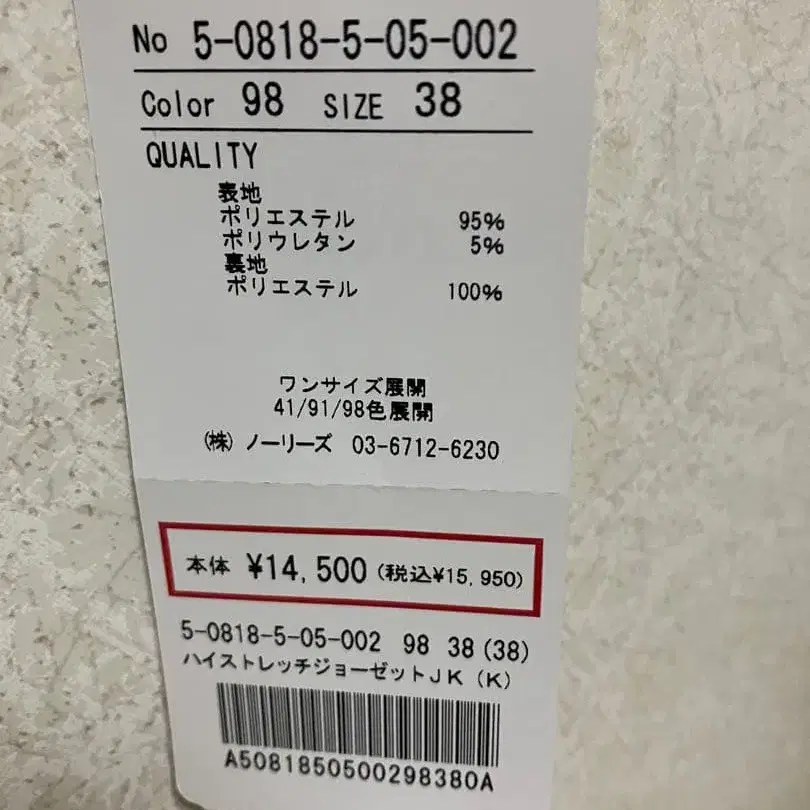 No 5-0818-5-05-002
Color 98 SIZE 38
QUALITY
表地
ポリエステル 95%
ポリウレタン 5%
裏地
ポリエステル 100%
ワンサイズ展開
41/91/98色展開
(株) ノーリーズ 03-6712-6230
本体 ¥14,500 (税込¥15,950)
5-0818-5-05-002 98 38 (38)
ハイストレッチジョーゼットJK (K)
A5081850500298380A